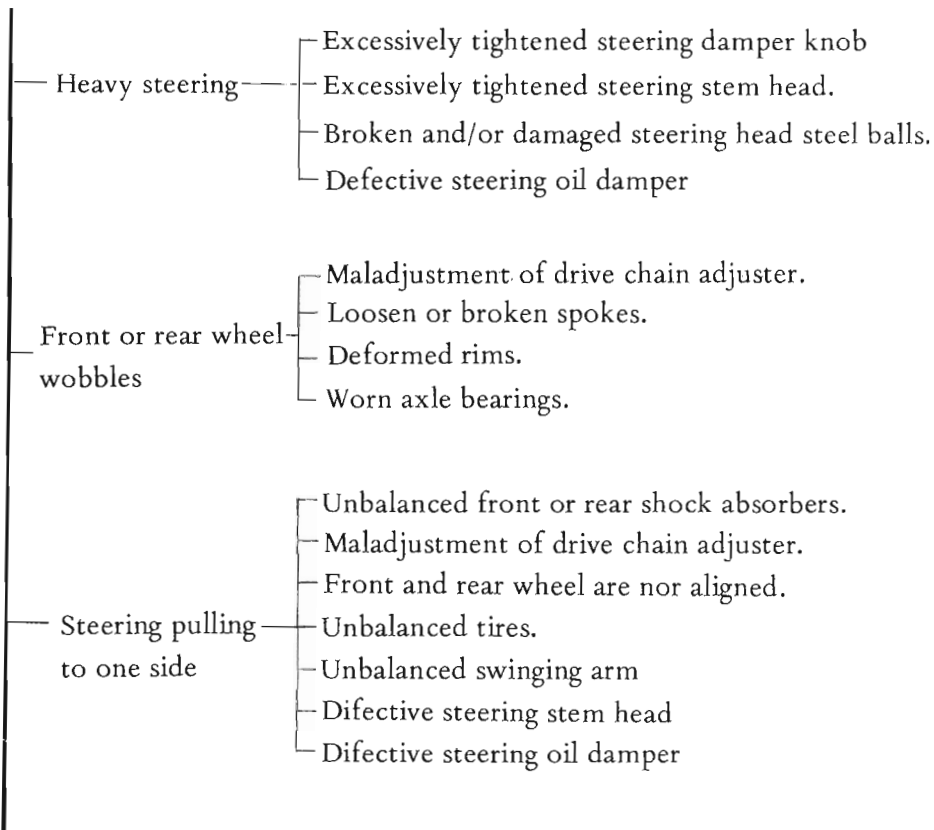 Heavy steering
Excessively tightened steering damper knob
Excessively tightened steering stem head.
Broken and/or damaged steering head steel balls.
Defective steering oil damper
Front or rear wheel
wobbles
Maladjustment of drive chain adjuster.
Loosen or broken spokes.
Deformed rims.
Worn axle bearings.
Steering pulling
to one side
Unbalanced front or rear shock absorbers.
Maladjustment of drive chain adjuster.
Front and rear wheel are nor aligned.
Unbalanced tires.
Unbalanced swinging arm
Difective steering stem head
Difective steering oil damper